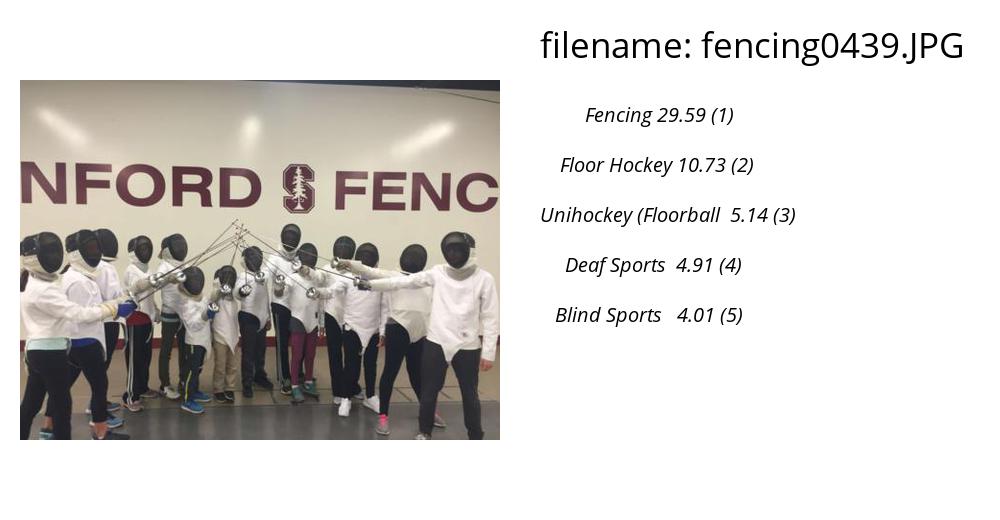 filename: fencing0439.JPG
NFORD S FENC
Fencing 29.59 (1)
Floor Hockey 10.73 (2)
Unihockey (Floorball 5.14 (3)
Deaf Sports 4.91 (4)
Blind Sports 4.01 (5)